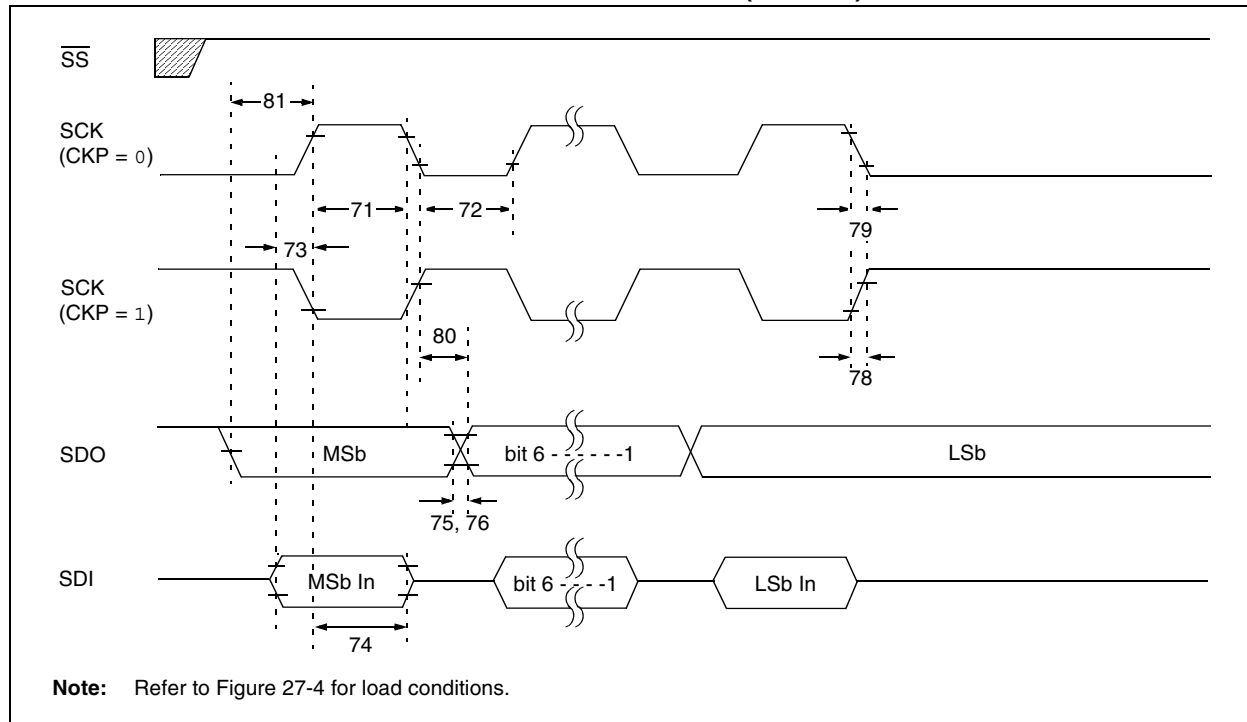 SS
81
SCK
(CKP = 0)
71
72
79
73
SCK
(CKP = 1)
80
78
SDO
MSb
bit 6 - - - - - - -1
LSb
75, 76
SDI
MSb In
bit 6 - - - - -1
LSb In
74
Note: Refer to Figure 27-4 for load conditions.